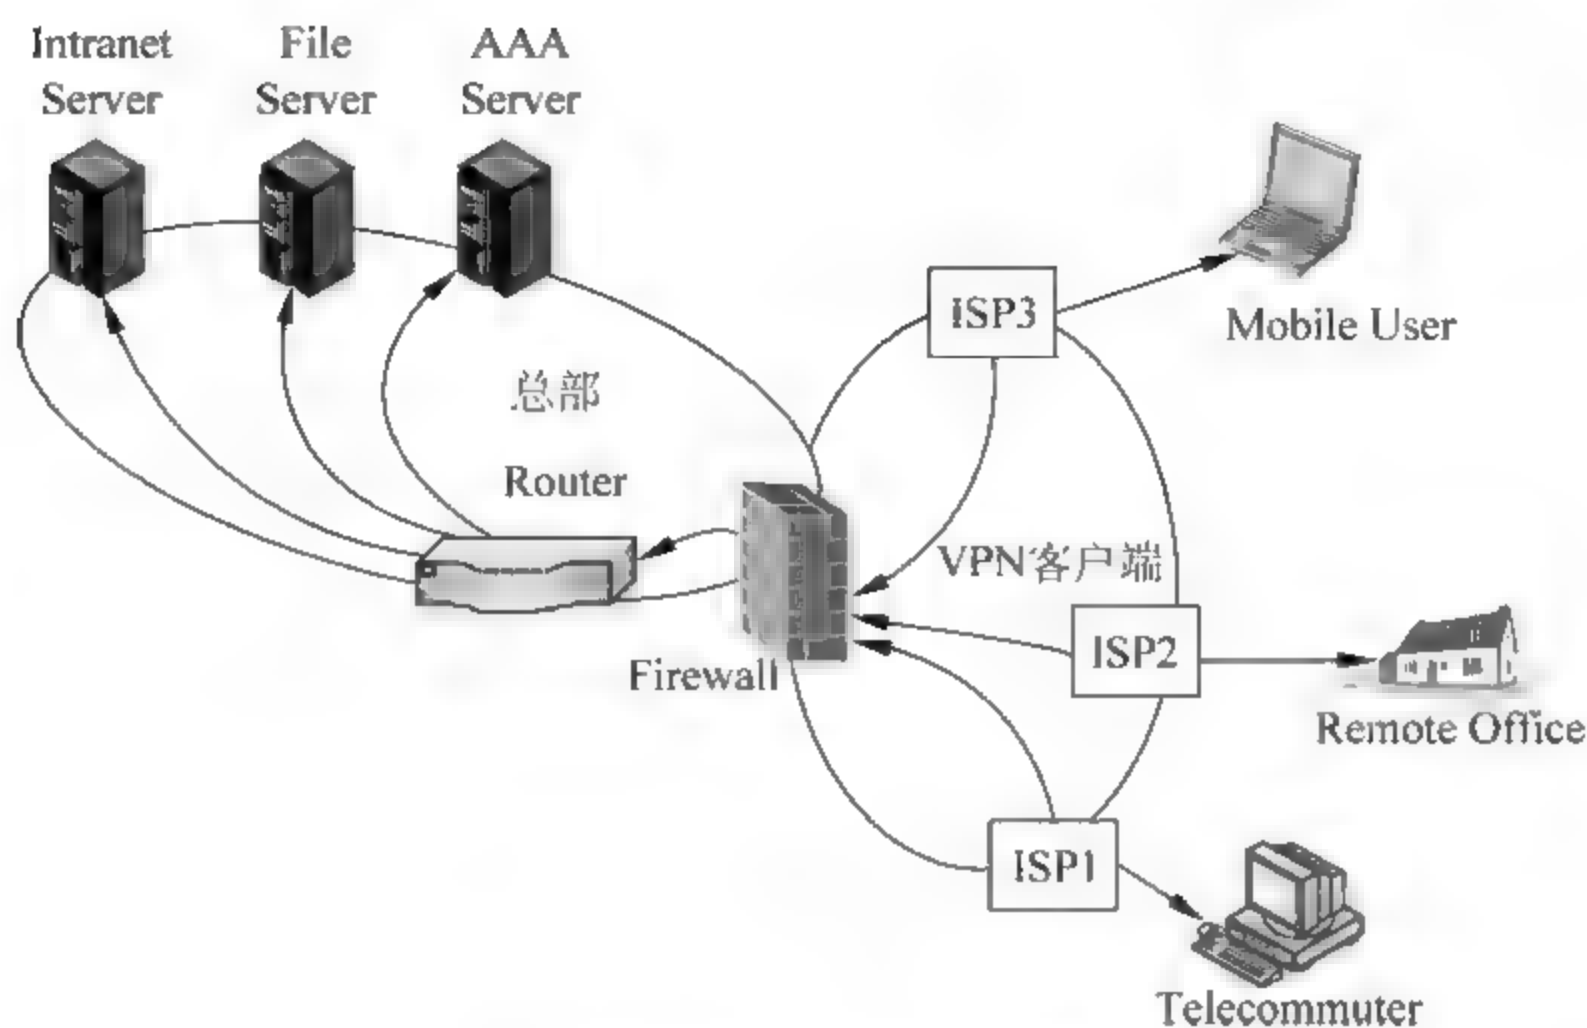 Intranet
Server
File
Server
AAA
Server
ISP3
Mobile User
总部
Router
VPN客户端
Firewall
ISP2
Remote Office
ISP1
Telecommuter